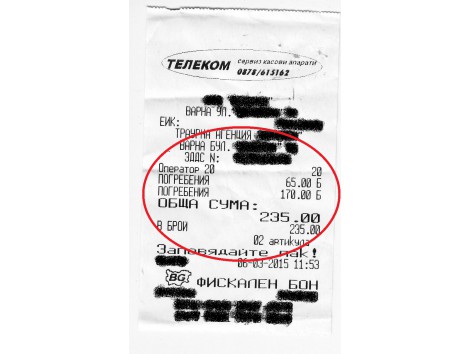 ТЕЛЕКОМ сервиз касови апарати
0878/615162
ВАРНА УЛ.
ЕИК:
ТРАУРНА АГЕНЦИЯ
ВАРНА БУЛ.
ЗДДС N:
Оператор 20 20
ПОГРЕБЕНИЯ 65.00 Б
ПОГРЕБЕНИЯ 170.00 Б
ОБЩА СУМА:
235.00
В БРОИ 235.00
02 артикула
Заповядайте пак!
06-03-2015 11:53
BG ФИСКАЛЕН БОН